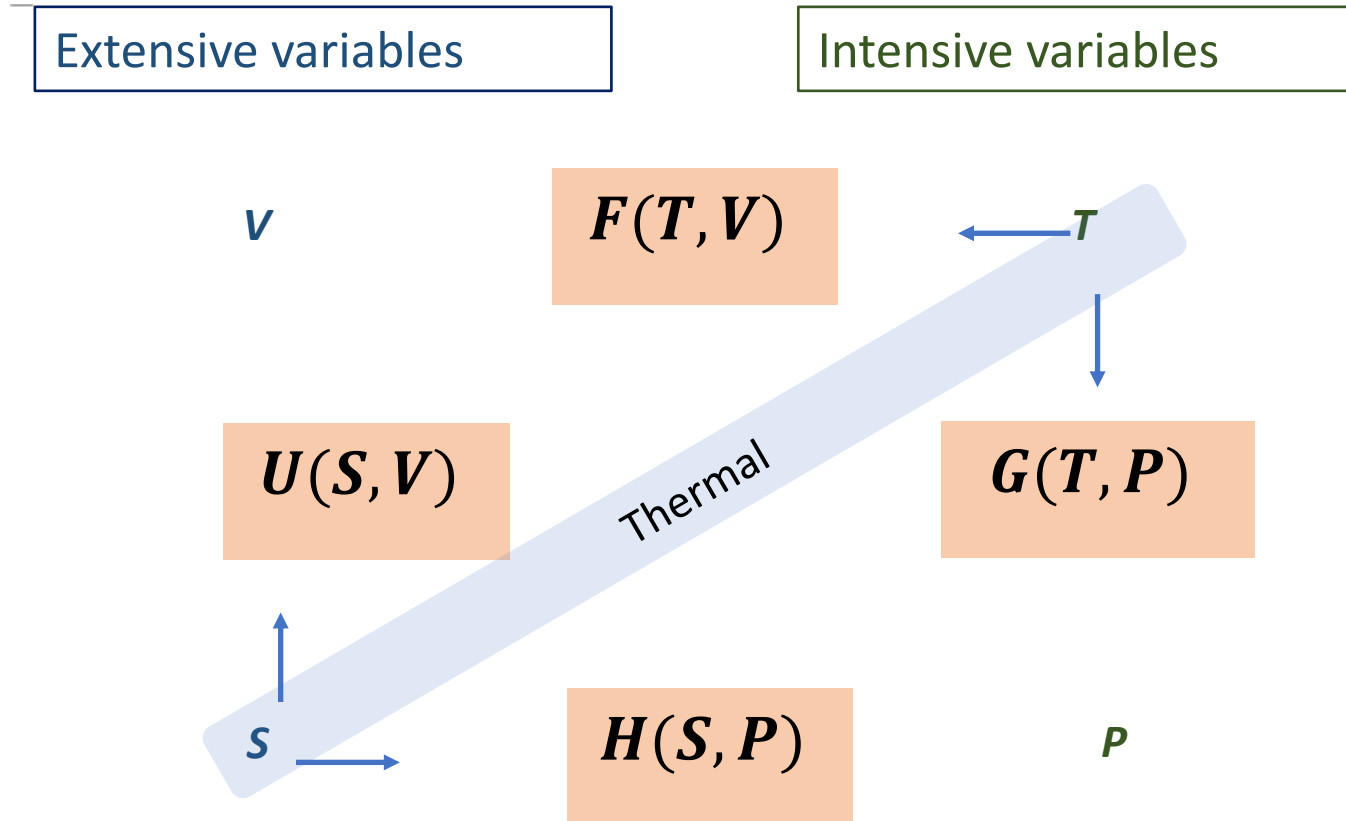 Extensive variables
Intensive variables
V
F(T, V)
T
U(S, V)
Thermal
G(T, P)
S
H(S, P)
P